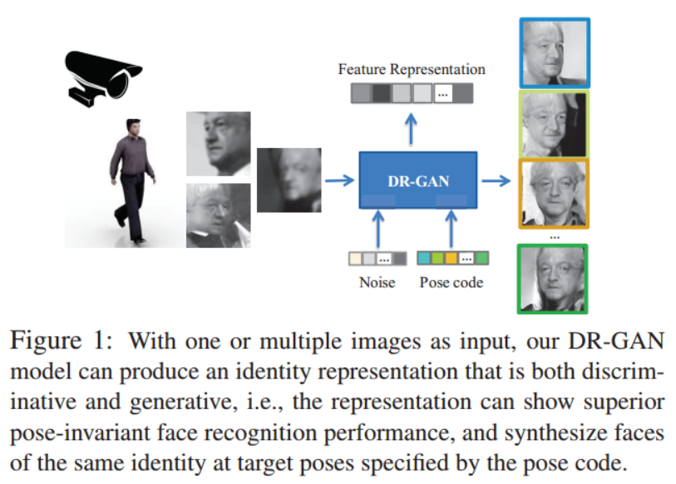 Feature Representation
...
DR-GAN
...
...
Noise
Pose code
...
Figure 1: With one or multiple images as input, our DR-GAN
model can produce an identity representation that is both discrim-
inative and generative, i.e., the representation can show superior
pose-invariant face recognition performance, and synthesize faces
of the same identity at target poses specified by the pose code.